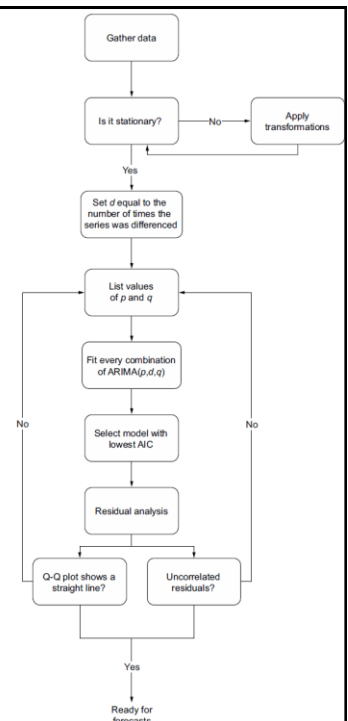 Gather data
Is it stationary?
No
Apply
transformations
Yes
Set d equal to the
number of times the
series was differenced
List values
of p and q
Fit every combination
of ARIMA(p,d,q)
No
No
Select model with
lowest AIC
Residual analysis
Q-Q plot shows a
straight line?
Uncorrelated
residuals?
Yes
Ready for
forecasts